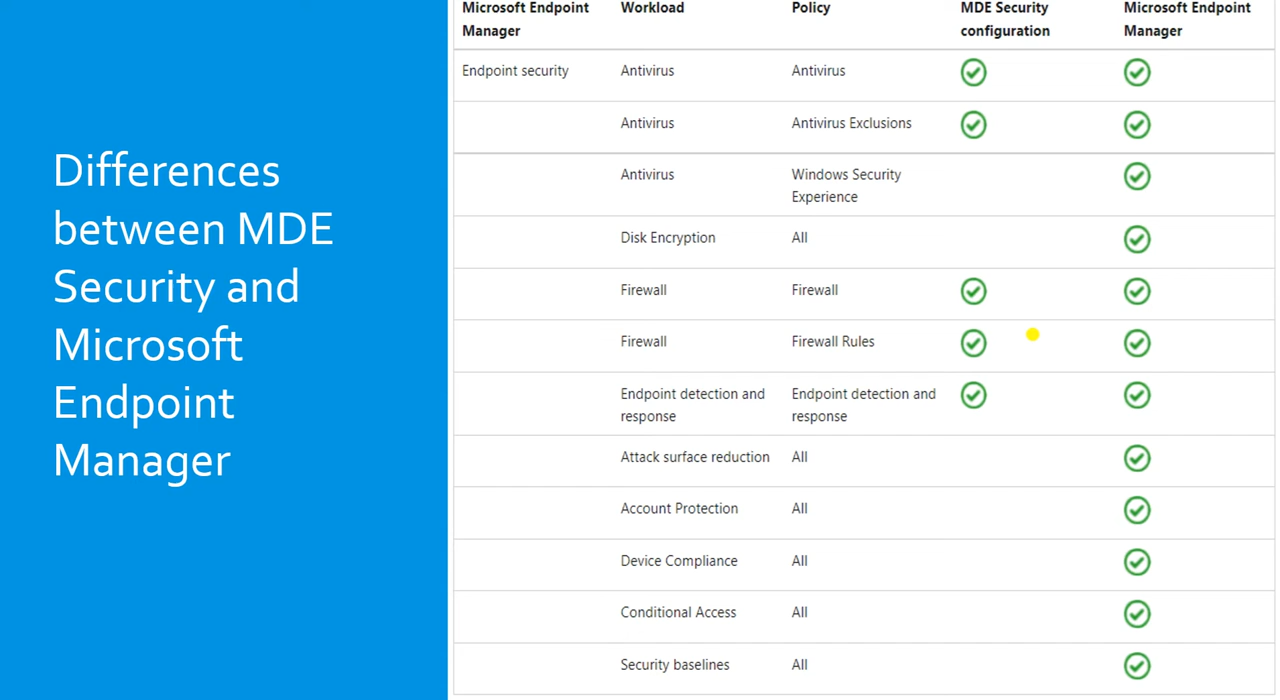 Differences
between MDE
Security and
Microsoft
Endpoint
Manager
Microsoft Endpoint Manager Workload Policy MDE Security configuration Microsoft Endpoint Manager
Endpoint security Antivirus Antivirus
Antivirus Antivirus Exclusions
Antivirus Windows Security Experience
Disk Encryption All
Firewall Firewall
Firewall Firewall Rules
Endpoint detection and response Endpoint detection and response
Attack surface reduction All
Account Protection All
Device Compliance All
Conditional Access All
Security baselines All